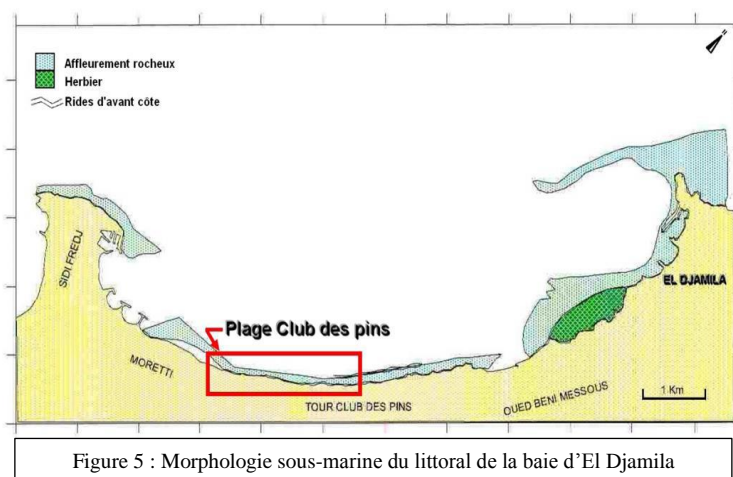 Affleurement rocheux
Herbier
Rides d'avant côte
SIDI FREDJ
EL DJAMILA
Plage Club des pins
MORETTI
TOUR CLUB DES PINS
OUED BENI MESSOUS
1 Km
Figure 5 : Morphologie sous-marine du littoral de la baie d'El Djamila